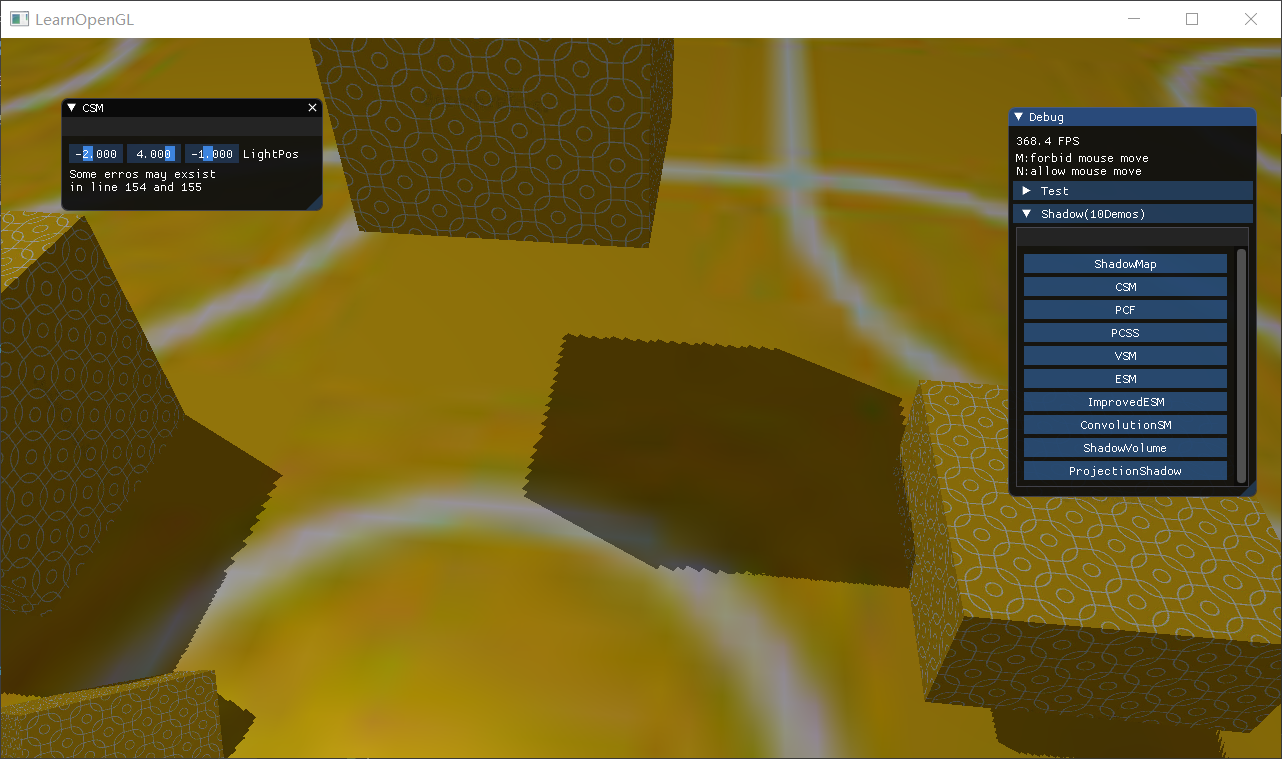 LearnOpenGL
CSM
-2.000 4.000 -1.000 LightPos
Some erros may exsist
in line 154 and 155
Debug
368.4 FPS
M:forbid mouse move
N:allow mouse move
Test
Shadow(10Demos)
ShadowMap
CSM
PCF
PCSS
VSM
ESM
ImprovedESM
ConvolutionSM
ShadowVolume
ProjectionShadow